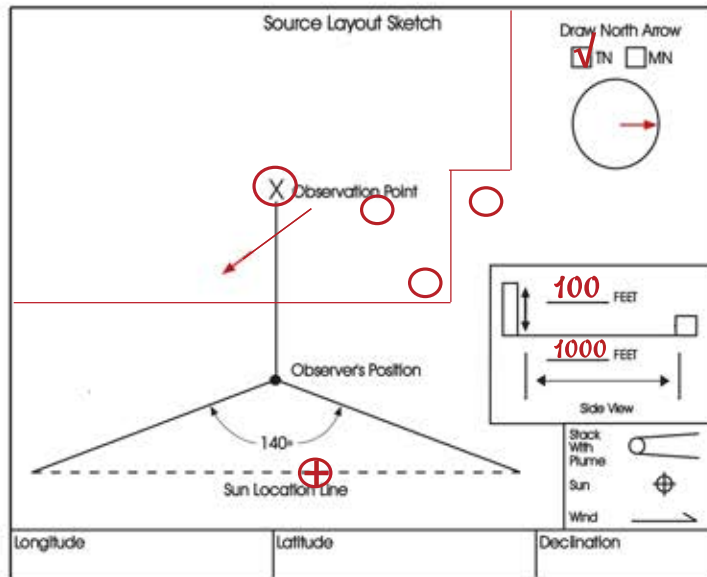 Source Layout Sketch
Draw North Arrow
√ TN MN
X Observation Point
100 FEET
Observer's Position
1000 FEET
140°
Side View
Sun Location Line
Stack
With
Plume
Sun
Wind
Longitude Latitude Declination